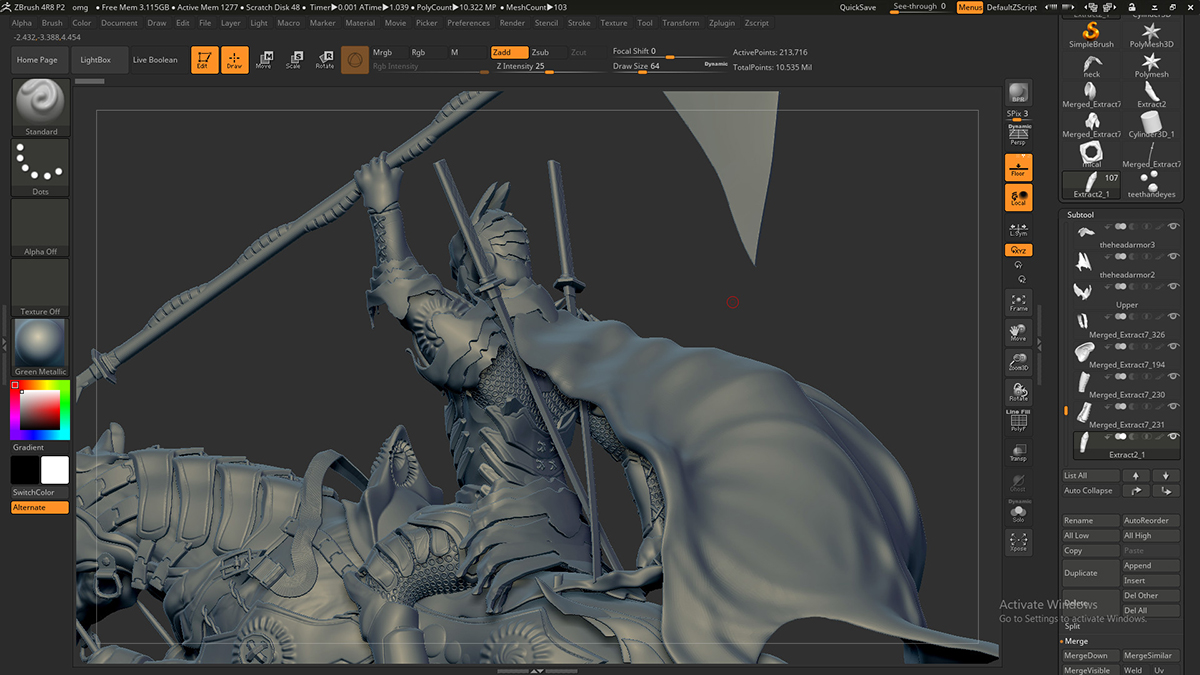 ZBrush 4R8 P2 omg • Free Mem 3.115GB • Active Mem 1277 • Scratch Disk 48 • Timer▶0.001 ATime▶1.039 • PolyCount▶10.322 MP • MeshCount▶103 QuickSave See-through 0 Menus DefaultZScript
Alpha Brush Color Document Draw Edit File Layer Light Macro Marker Material Movie Picker Preferences Render Stencil Stroke Texture Tool Transform Zplugin Zscript
-2.432,-3.388,4.454
Home Page LightBox Live Boolean Edit Draw Move Scale Rotate
Mrgb Rgb M Zadd Zsub Zcut Focal Shift 0 ActivePoints: 213,716
Rgb Intensity Z Intensity 25 Draw Size 64 Dynamic TotalPoints: 10.535 Mil
Standard
Dots
Alpha Off
Texture Off
Green Metallic
Gradient
SwitchColor
Alternate
BPR
SPix 3
Dynamic
Persp
Floor
Local
L.Sym
XYZ
Frame
Move
Zoom3D
Rotate
Line Fill
PolyF
Transp
Ghost
Dynamic
Solo
Xpose
Extract2_1 Cylinder3D
SimpleBrush PolyMesh3D
neck Polymesh
Merged_Extract7 Extract2
Merged_Extract7 Cylinder3D_1
Merged_Extract7
107
Extract2_1 teethandeyes
Subtool
theheadarmor3
theheadarmor2
Upper
Merged_Extract7_326
Merged_Extract7_194
Merged_Extract7_230
Merged_Extract7_231
Extract2_1
List All
Auto Collapse
Rename AutoReorder
All Low All High
Copy Paste
Duplicate Append
Insert
Delete Del Other
Del All
Split
Merge
MergeDown MergeSimilar
MergeVisible Weld Uv
Activate Windows
Go to Settings to activate Windows.